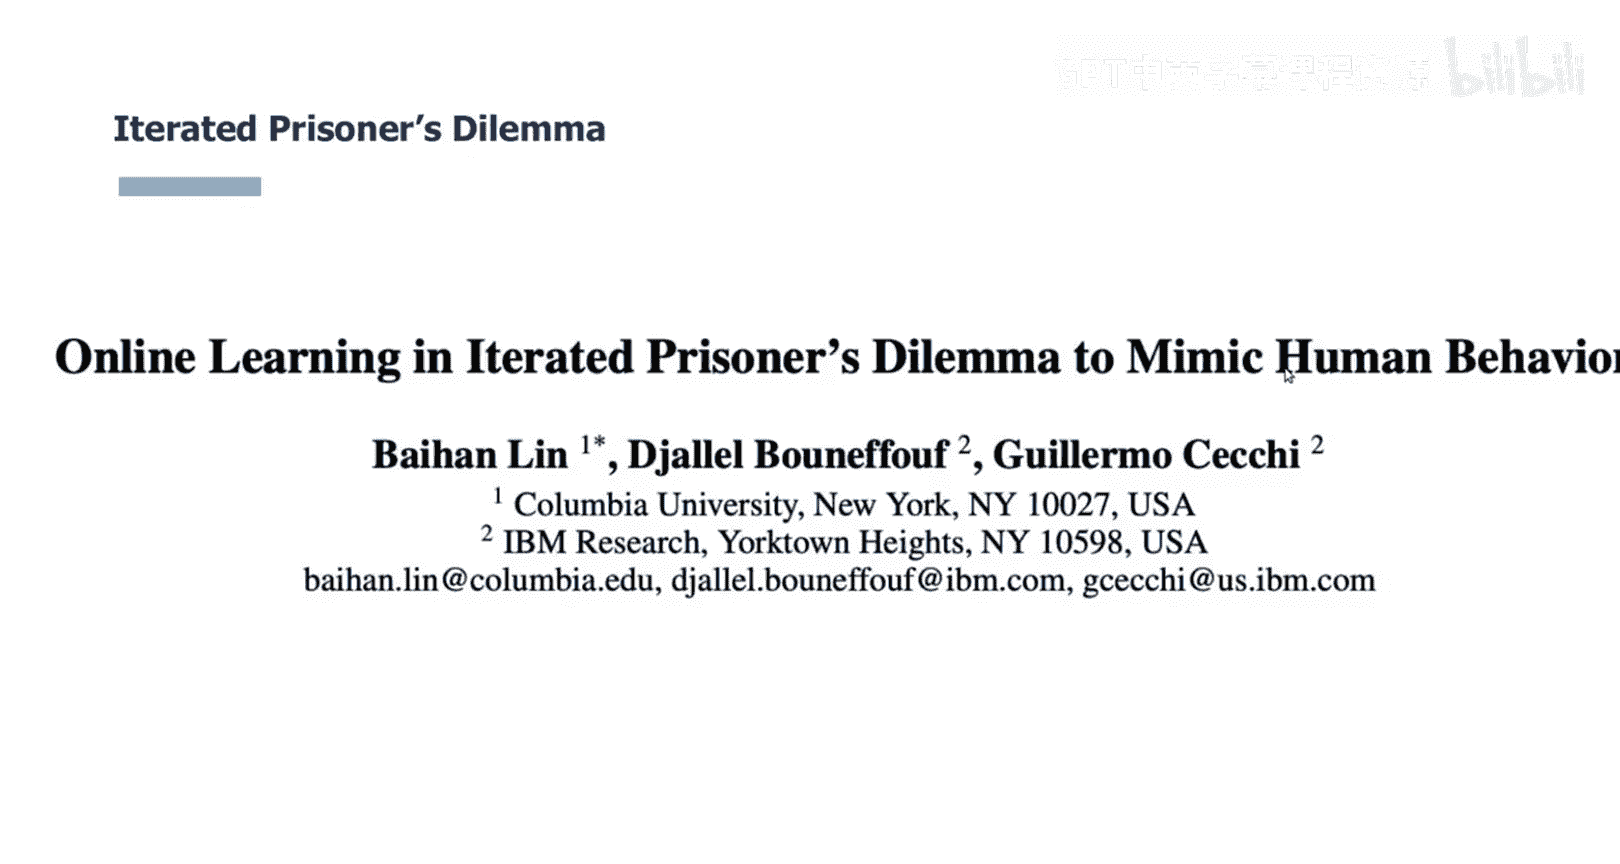 bilibili
Iterated Prisoner’s Dilemma
Online Learning in Iterated Prisoner’s Dilemma to Mimic Human Behavior
Baihan Lin 1*, Djallel Bouneffouf 2, Guillermo Cecchi 2
1 Columbia University, New York, NY 10027, USA
2 IBM Research, Yorktown Heights, NY 10598, USA
baihan.lin@columbia.edu, djallel.bouneffouf@ibm.com, gcecchi@us.ibm.com